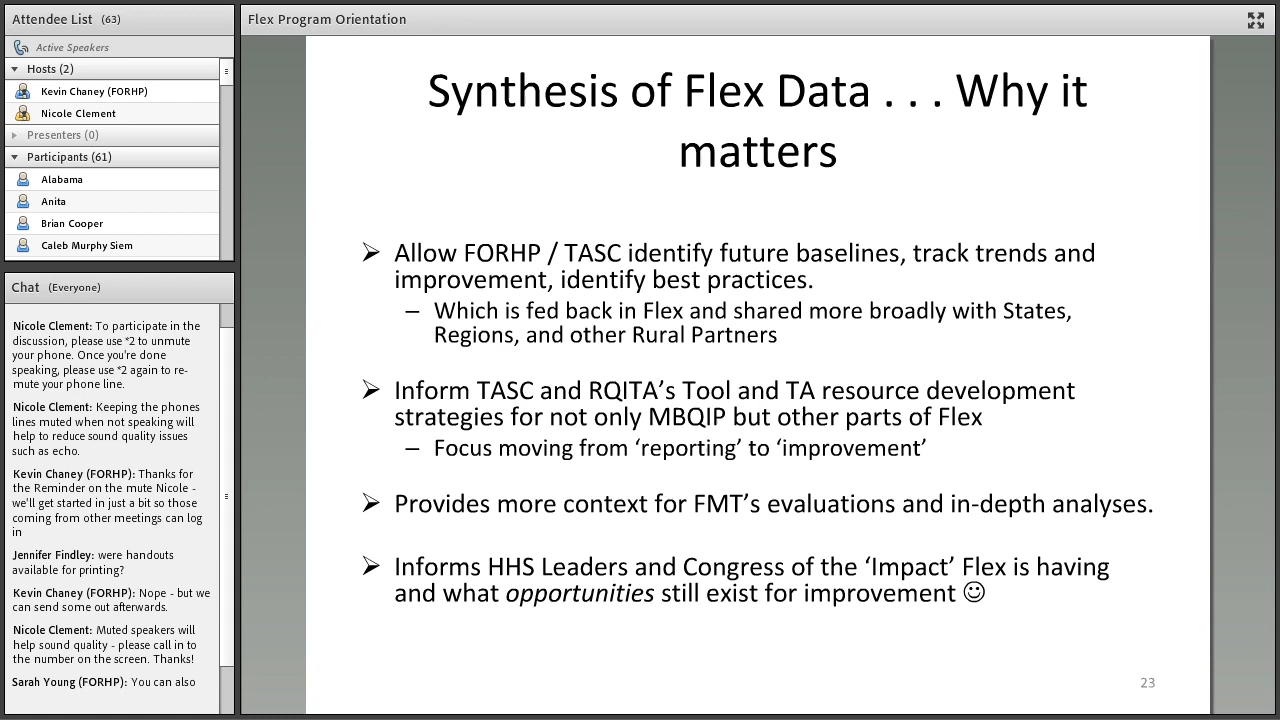 Attendee List (63)
Active Speakers
Hosts (2)
Kevin Chaney (FORHP)
Nicole Clement
Presenters (0)
Participants (61)
Alabama
Anita
Brian Cooper
Caleb Murphy Siem
Chat (Everyone)
Nicole Clement: To participate in the
discussion, please use *2 to unmute
your phone. Once you're done
speaking, please use *2 again to re-
mute your phone line.
Nicole Clement: Keeping the phones
lines muted when not speaking will
help to reduce sound quality issues
such as echo.
Kevin Chaney (FORHP): Thanks for
the Reminder on the mute Nicole -
we'll get started in just a bit so those
coming from other meetings can log
in
Jennifer Findley: were handouts
available for printing?
Kevin Chaney (FORHP): Nope - but we
can send some out afterwards.
Nicole Clement: Muted speakers will
help sound quality - please call in to
the number on the screen. Thanks!
Sarah Young (FORHP): You can also
Flex Program Orientation
Synthesis of Flex Data . . . Why it
matters
➢ Allow FORHP / TASC identify future baselines, track trends and
improvement, identify best practices.
– Which is fed back in Flex and shared more broadly with States,
Regions, and other Rural Partners
➢ Inform TASC and RQITA’s Tool and TA resource development
strategies for not only MBQIP but other parts of Flex
– Focus moving from ‘reporting’ to ‘improvement’
➢ Provides more context for FMT’s evaluations and in-depth analyses.
➢ Informs HHS Leaders and Congress of the ‘Impact’ Flex is having
and what opportunities still exist for improvement ☺
23